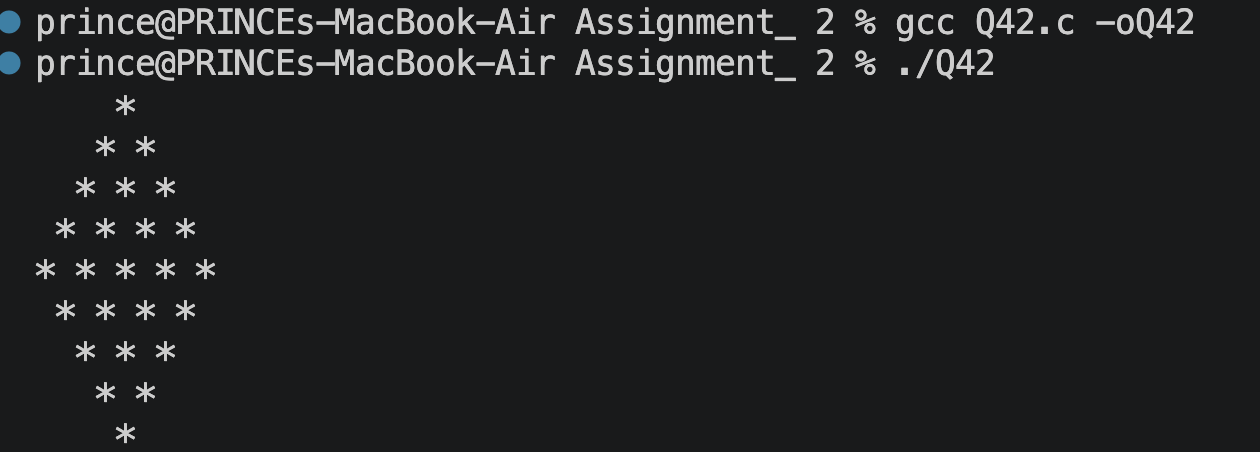 prince@PRINCEs-MacBook-Air Assignment_ 2 % gcc Q42.c -oQ42
prince@PRINCEs-MacBook-Air Assignment_ 2 % ./Q42
    *
   * *
  * * *
 * * * *
* * * * *
 * * * *
  * * *
   * *
    *